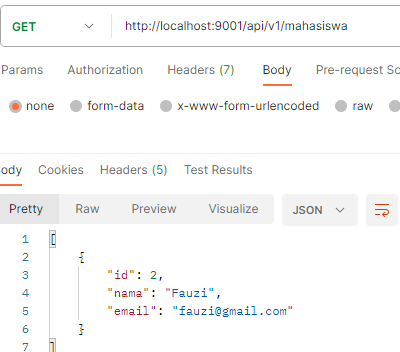 GET http://localhost:9001/api/v1/mahasiswa
Params Authorization Headers (7) Body Pre-request Sc
none form-data x-www-form-urlencoded raw
Body Cookies Headers (5) Test Results
Pretty Raw Preview Visualize JSON
1 [
2 {
3 "id": 2,
4 "nama": "Fauzi",
5 "email": "fauzi@gmail.com"
6 }
7 ]